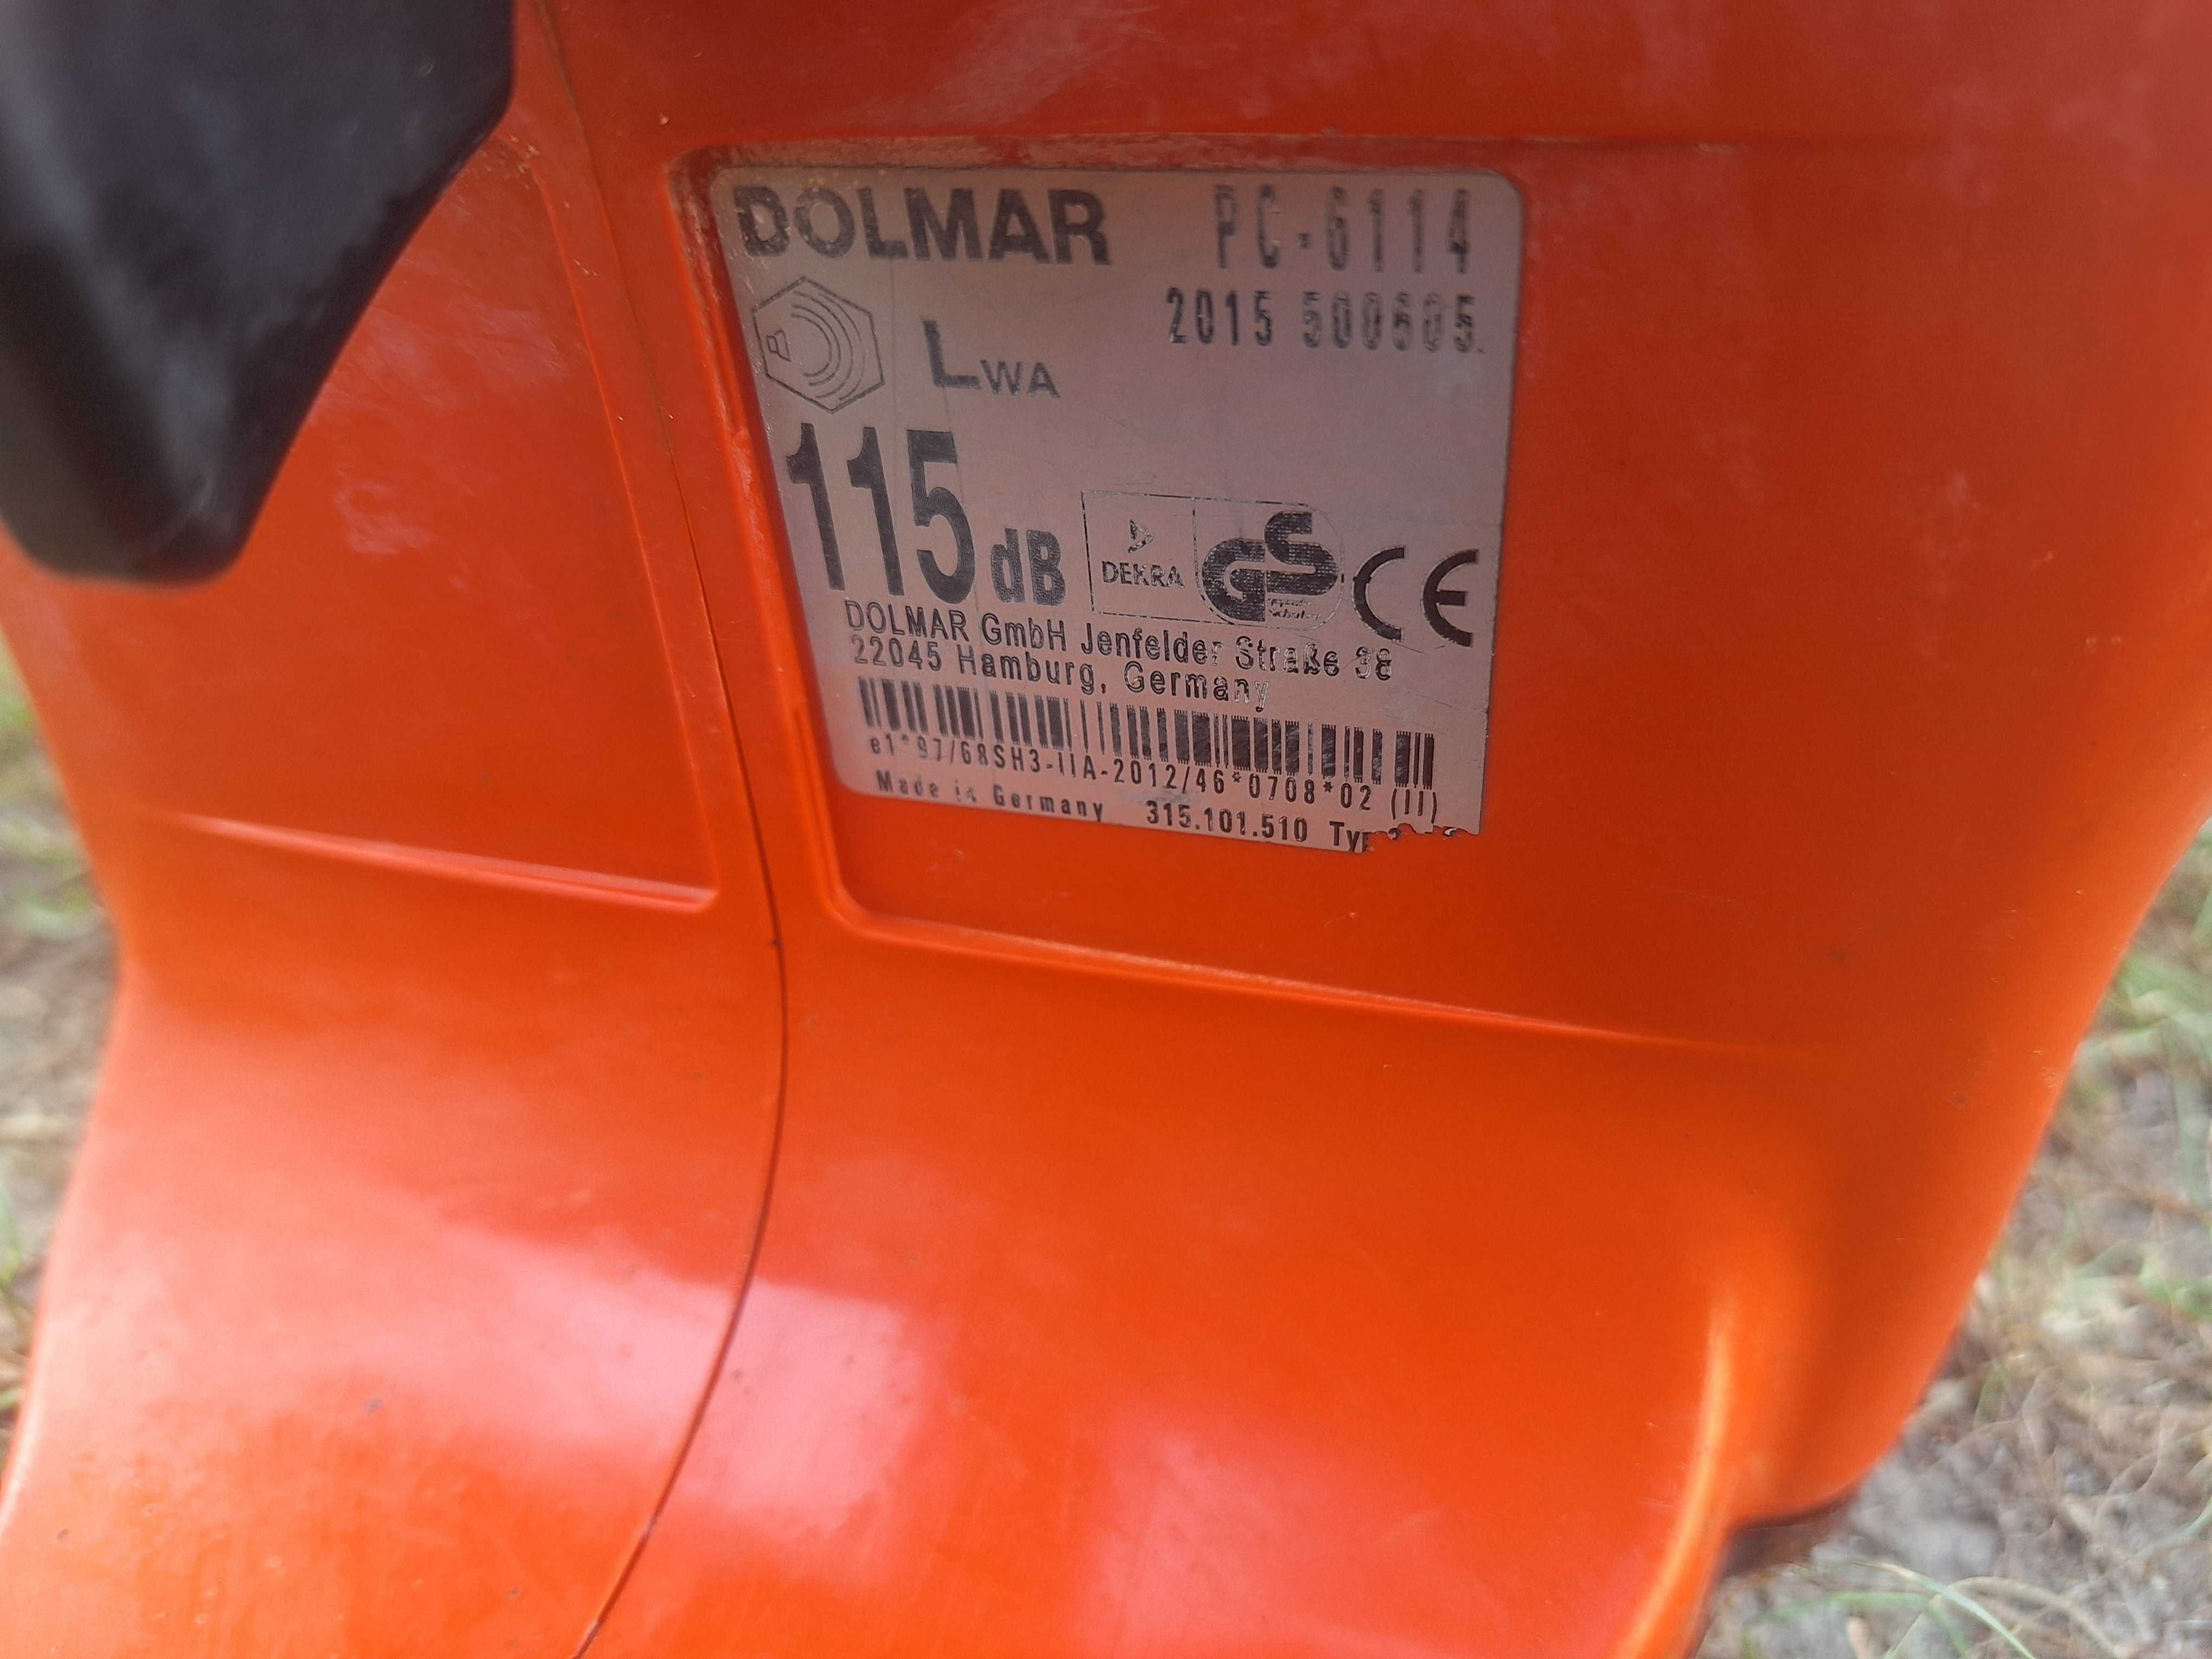 DOLMAR PC-6114
2015 500605
LWA
115 dB
DEKRA GS CE
DOLMAR GmbH Jenfelder Straße 38
22045 Hamburg, Germany
e1*97/68SH3-IIA-2012/46*0708*02 (II)
Made in Germany 315.101.510